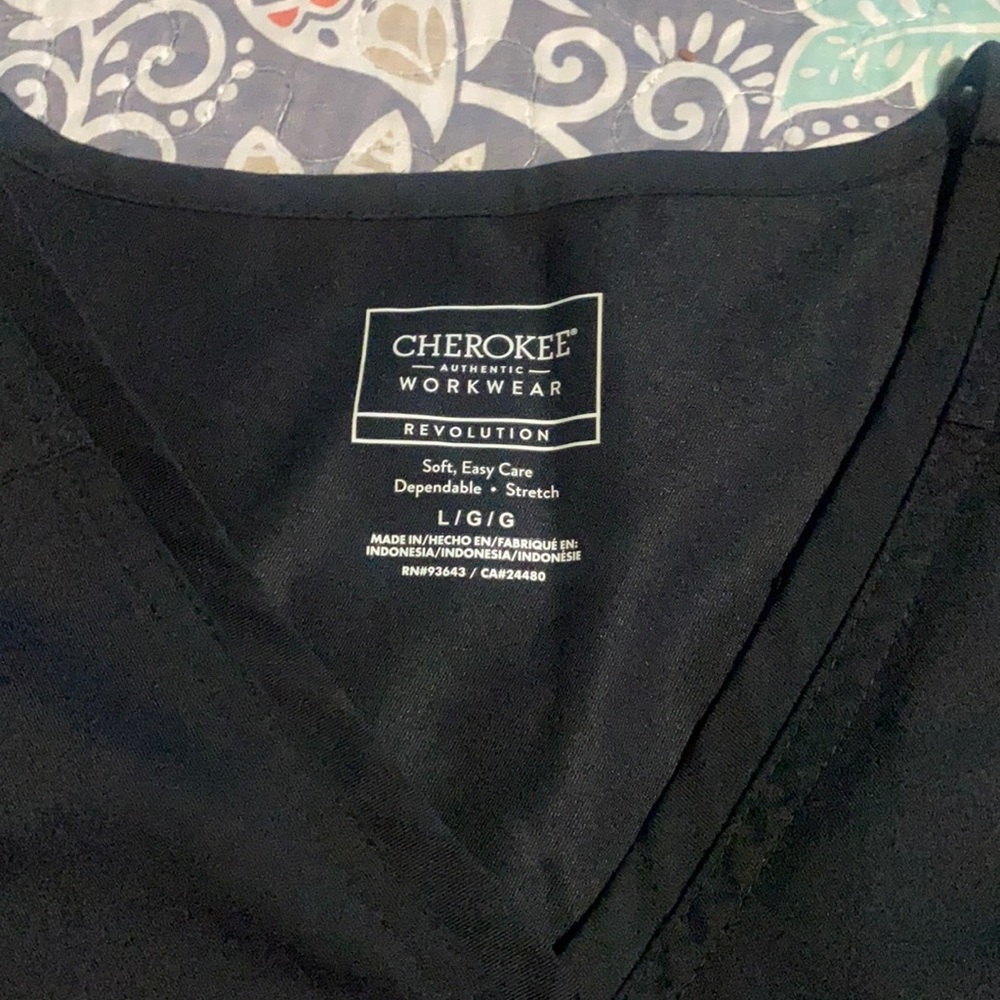 CHEROKEE®
AUTHENTIC
WORKWEAR
REVOLUTION
Soft, Easy Care
Dependable • Stretch
L/G/G
MADE IN/HECHO EN/FABRIQUÉ EN:
INDONESIA/INDONESIA/INDONÉSIE
RN#93643 / CA#24480